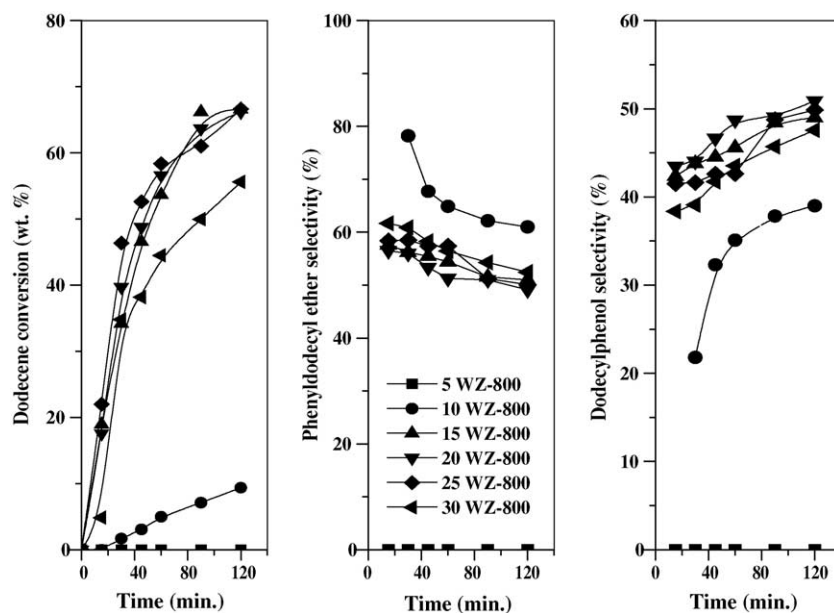 80
60
40
20
0
0
40
80
120
Dodecene conversion (wt. %)
Time (min.)
100
80
60
40
20
0
0
40
80
120
Phenyldodecyl ether selectivity (%)
Time (min.)
5 WZ-800
10 WZ-800
15 WZ-800
20 WZ-800
25 WZ-800
30 WZ-800
60
50
40
30
20
10
0
0
40
80
120
Dodecylphenol selectivity (%)
Time (min.)